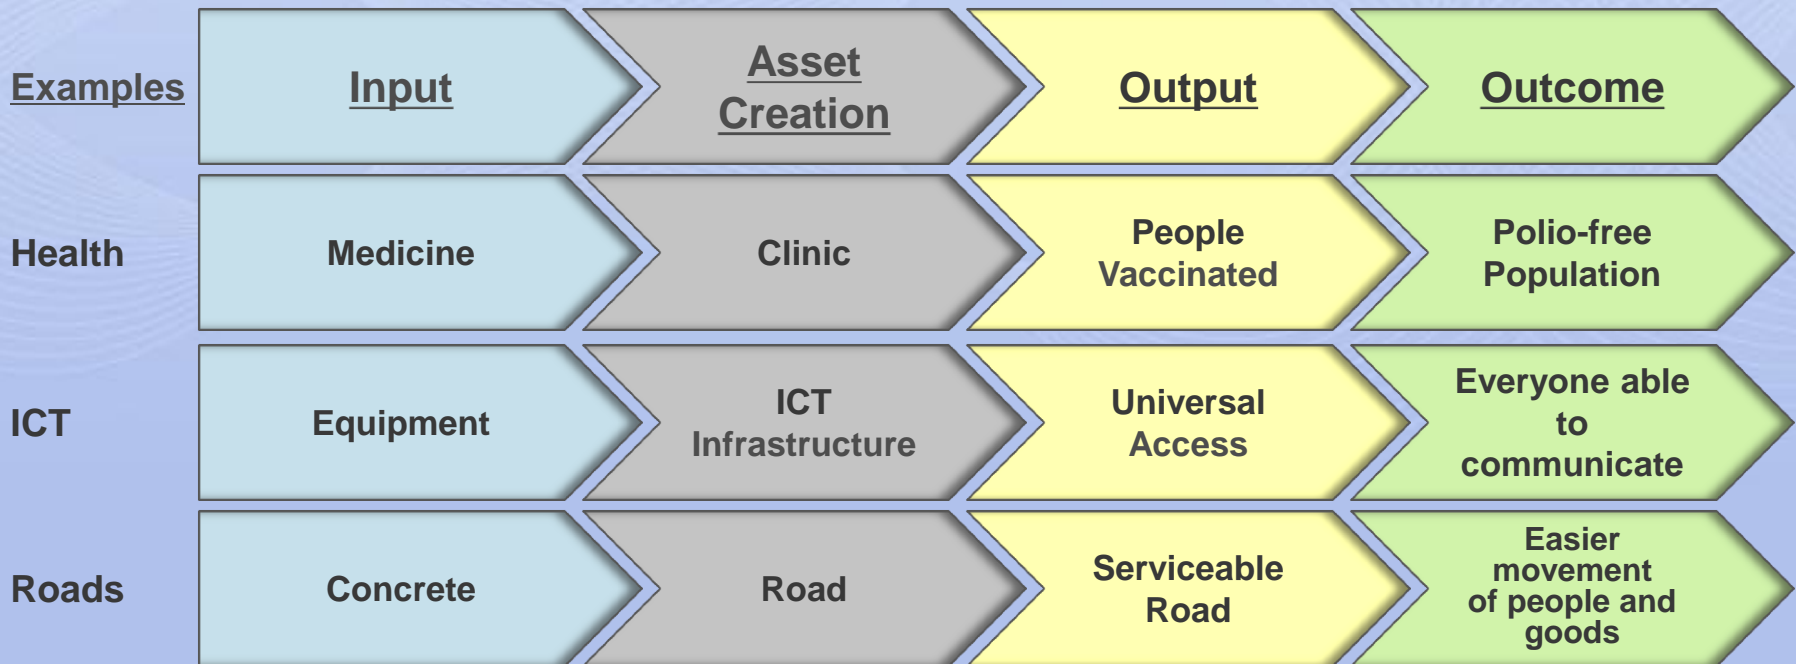 Examples
Input
Asset
Creation
Output
Outcome
Health
Medicine
Clinic
People
Vaccinated
Polio-free
Population
ICT
Equipment
ICT
Infrastructure
Universal
Access
Everyone able
to
communicate
Roads
Concrete
Road
Serviceable
Road
Easier
movement
of people and
goods